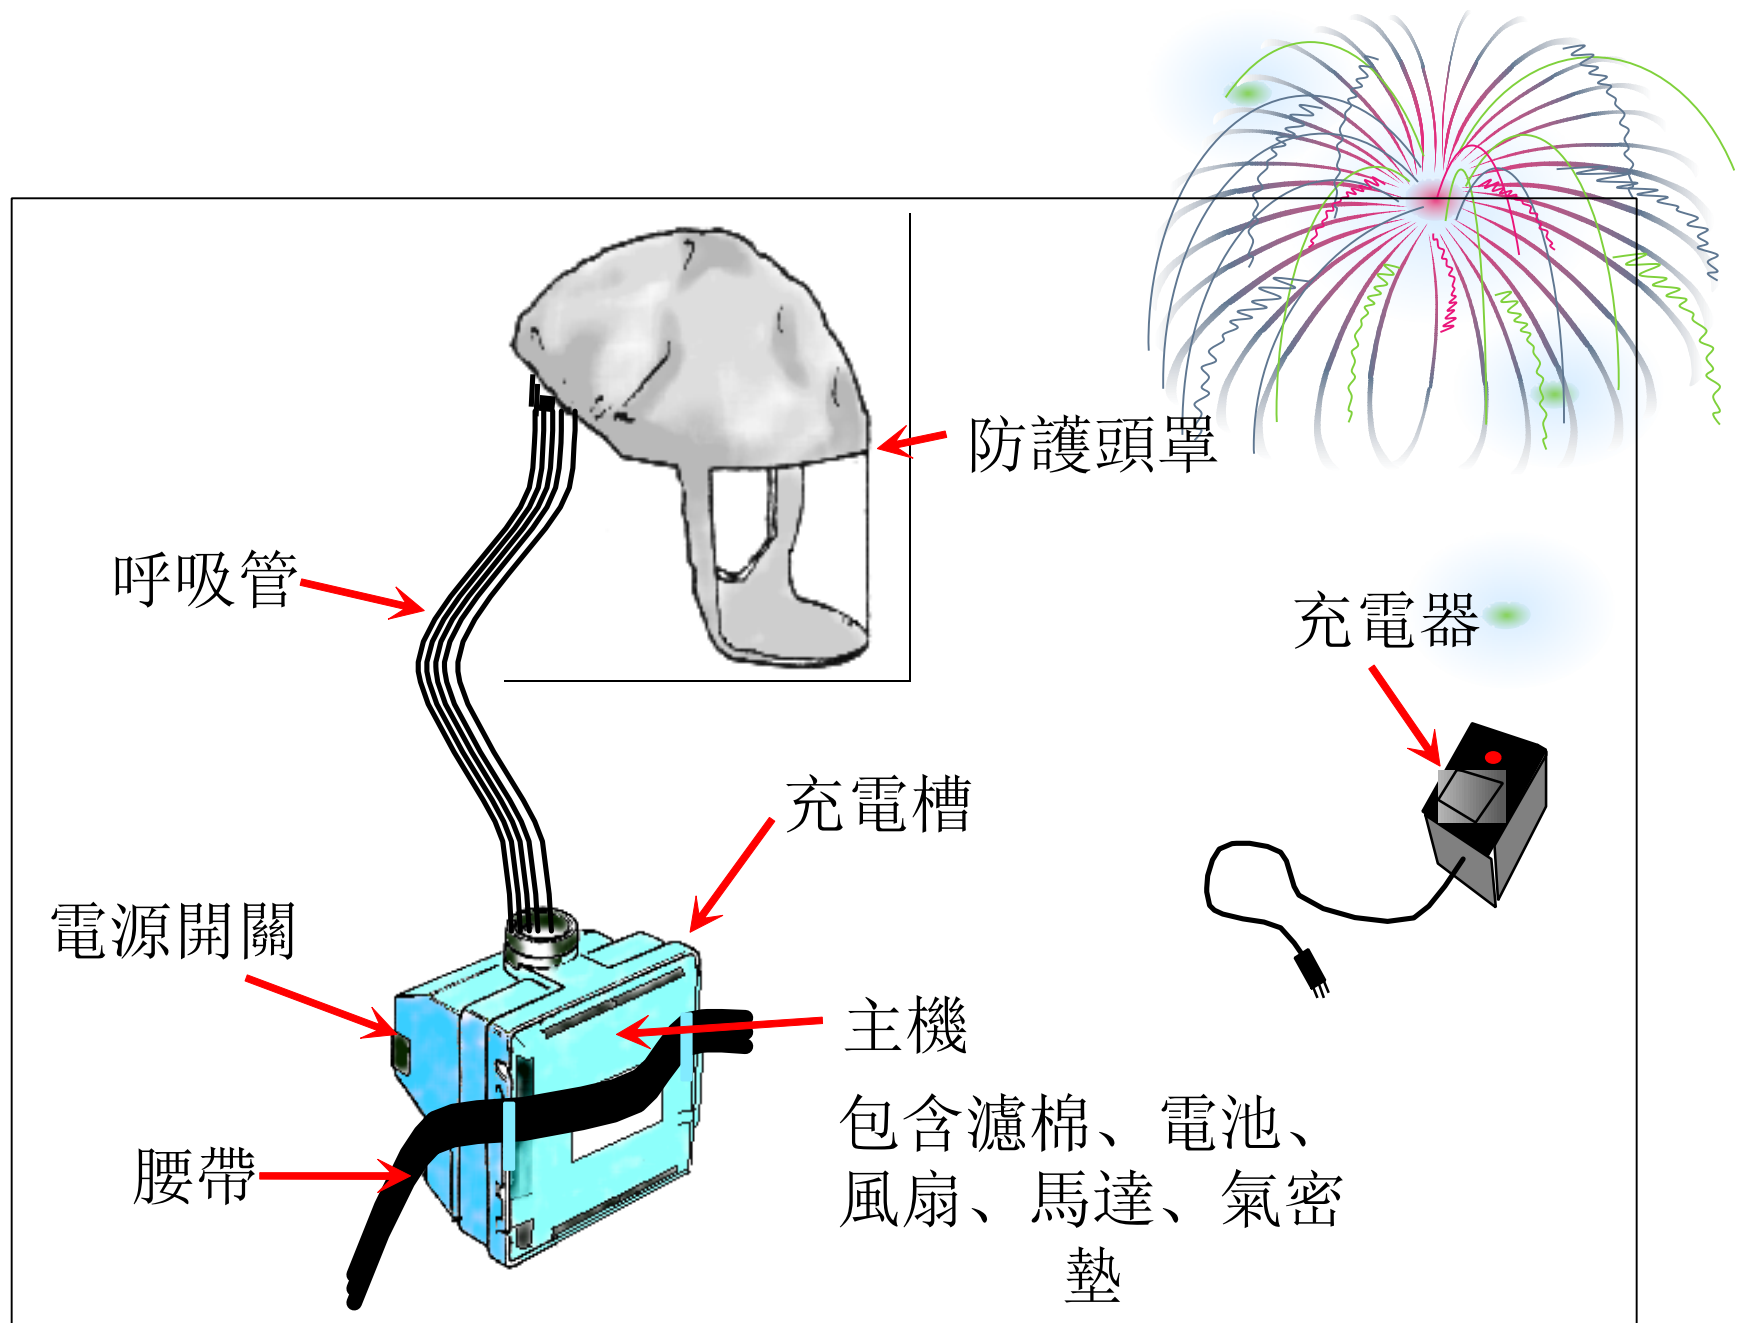 防護頭罩
呼吸管
充電器
充電槽
電源開關
主機
包含濾棉、電池、
風扇、馬達、氣密
墊
腰帶